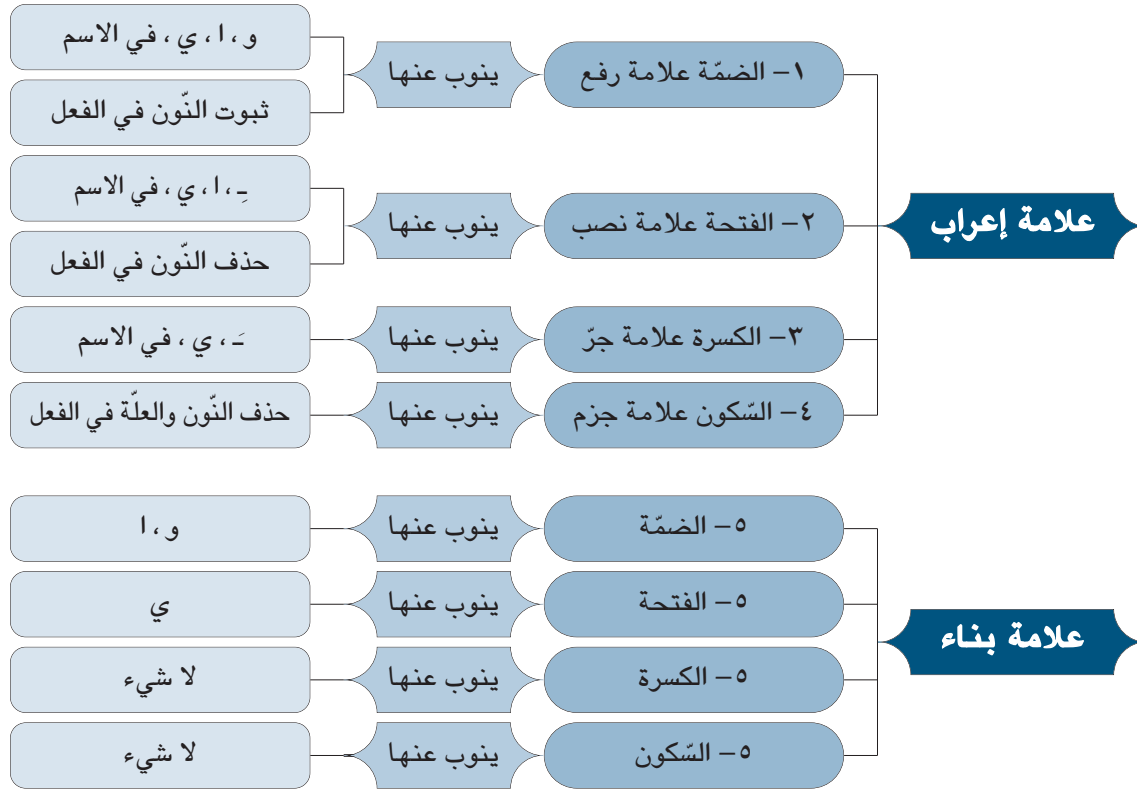 علامة إعراب
١- الضمّة علامة رفع
ينوب عنها
و ، ا ، ي ، في الاسم
ثبوت النّون في الفعل
٢- الفتحة علامة نصب
ينوب عنها
ـِ ، ا ، ي ، في الاسم
حذف النّون في الفعل
٣- الكسرة علامة جرّ
ينوب عنها
ـَ ، ي ، في الاسم
٤- السّكون علامة جزم
ينوب عنها
حذف النّون والعلّة في الفعل
علامة بناء
٥- الضمّة
ينوب عنها
و ، ا
٥- الفتحة
ينوب عنها
ي
٥- الكسرة
ينوب عنها
لا شيء
٥- السّكون
ينوب عنها
لا شيء